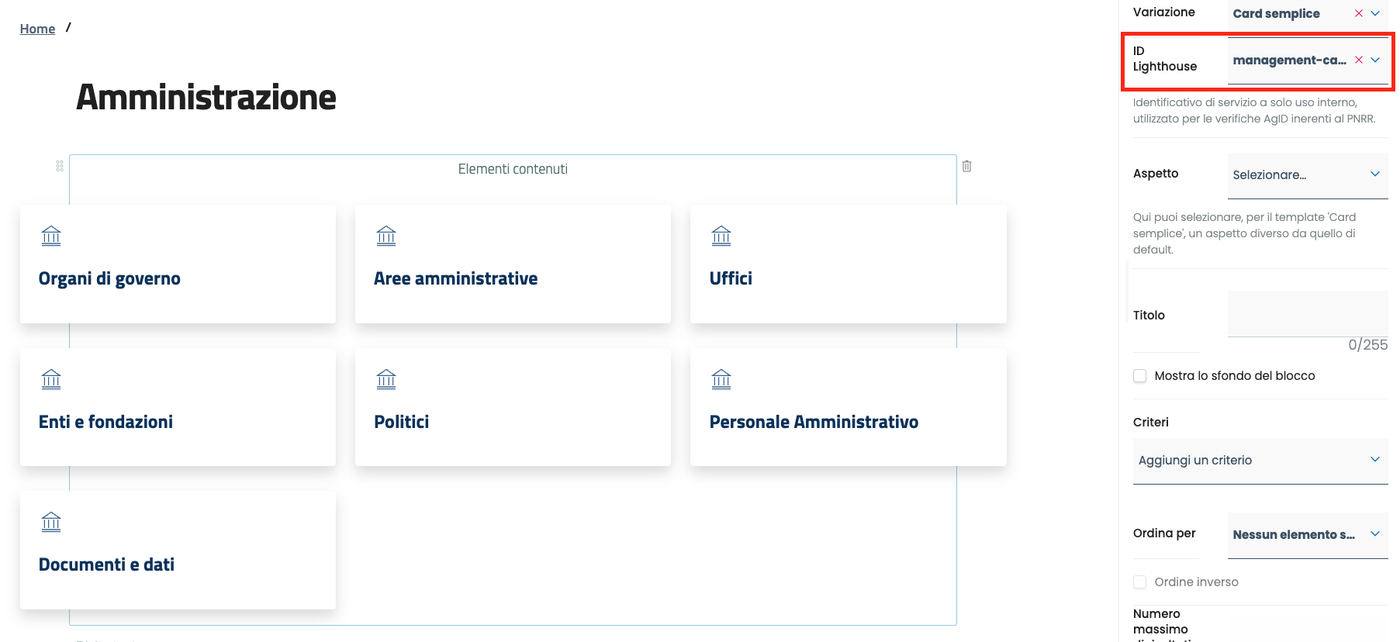 Home /
Amministrazione
Elementi contenuti
Organi di governo
Aree amministrative
Uffici
Enti e fondazioni
Politici
Personale Amministrativo
Documenti e dati
Variazione
Card semplice
ID
Lighthouse
management-ca...
Identificativo di servizio a solo uso interno,
utilizzato per le verifiche AgID inerenti al PNRR.
Aspetto
Selezionare...
Qui puoi selezionare, per il template 'Card
semplice', un aspetto diverso da quello di
default.
Titolo
0/255
Mostra lo sfondo del blocco
Criteri
Aggiungi un criterio
Ordina per
Nessun elemento s...
Ordine inverso
Numero
massimo